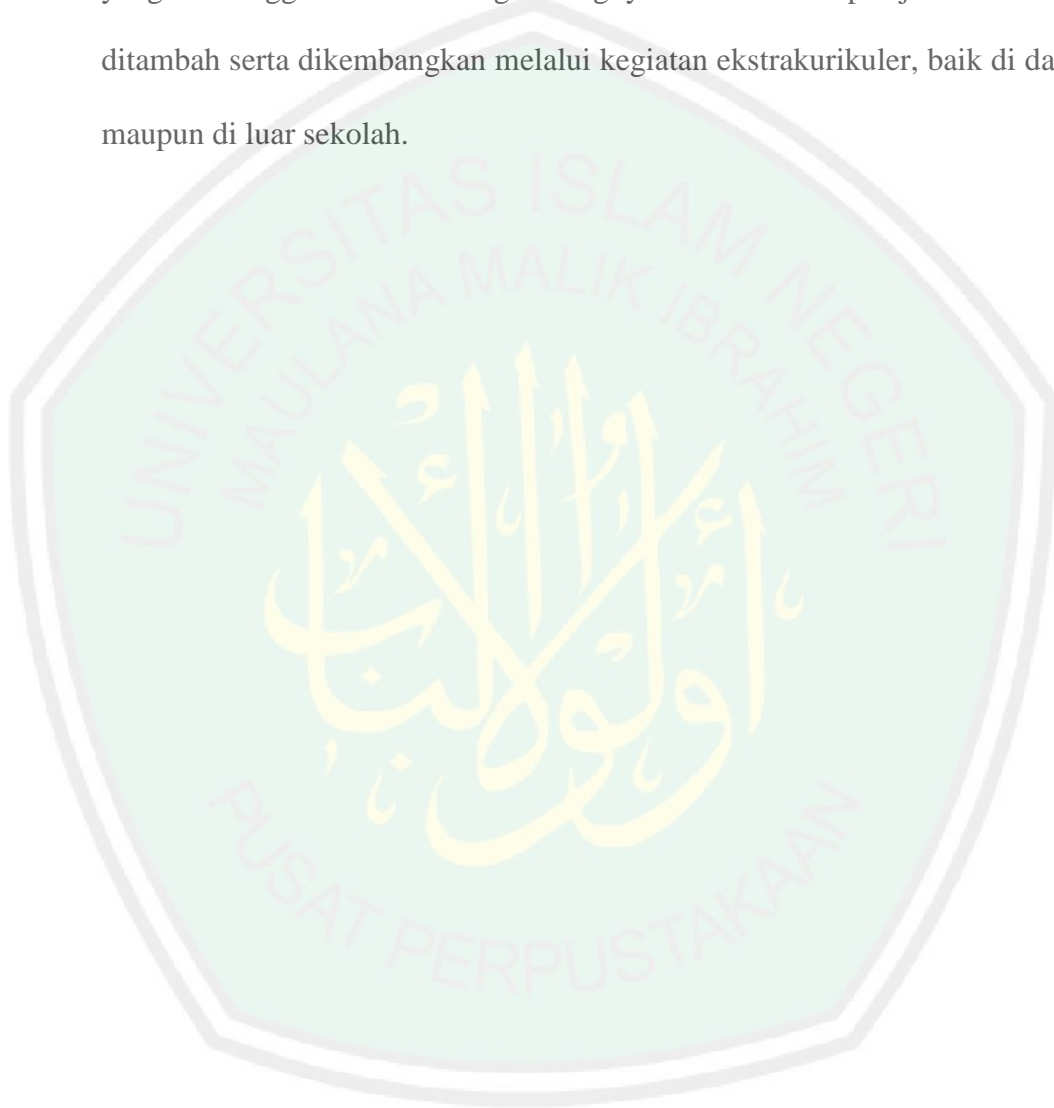 ditambah serta dikembangkan melalui kegiatan ekstrakurikuler, baik di da
maupun di luar sekolah.
UNIVERSITAS ISLAM NEGERI
MAULANA MALIK IBRAHIM
PUSAT PERPUSTAKAAN